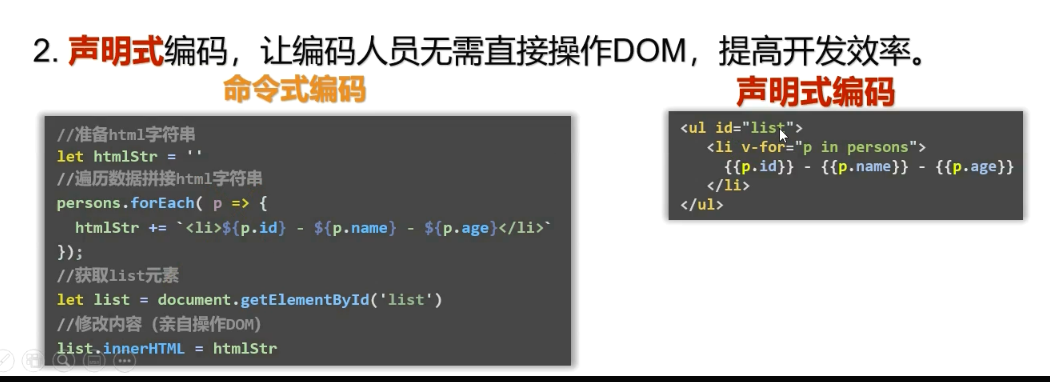 2. 声明式编码，让编码人员无需直接操作DOM，提高开发效率。
命令式编码
//准备html字符串
let htmlStr = ''
//遍历数据拼接html字符串
persons.forEach( p => {
htmlStr += `<li>${p.id} - ${p.name} - ${p.age}</li>`
});
//获取list元素
let list = document.getElementById('list')
//修改内容（亲自操作DOM）
list.innerHTML = htmlStr
声明式编码
<ul id="list">
<li v-for="p in persons">
{{p.id}} - {{p.name}} - {{p.age}}
</li>
</ul>